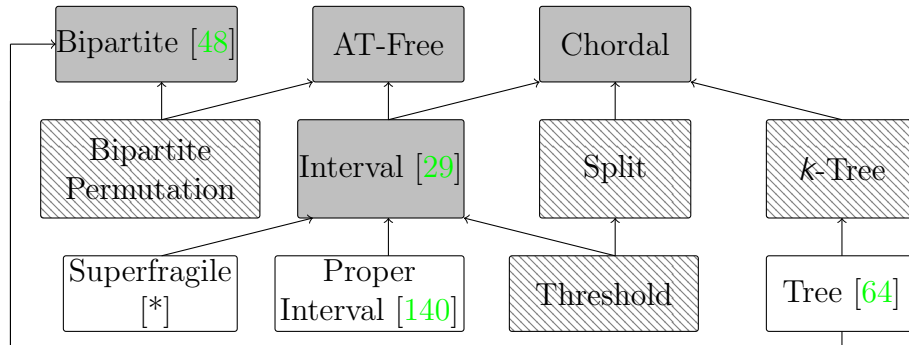 Bipartite [48]
AT-Free
Chordal
Bipartite
Permutation
Interval [29]
Split
k-Tree
Superfragile
[*]
Proper
Interval [140]
Threshold
Tree [64]